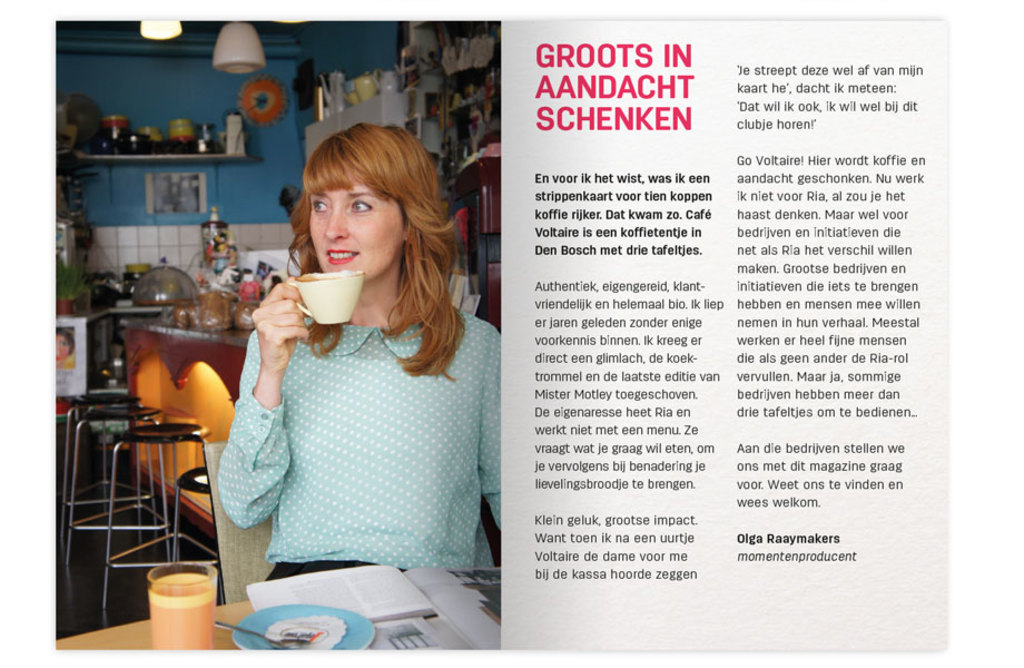 GROOTS IN
AANDACHT
SCHENKEN
En voor ik het wist, was ik een
strippenkaart voor tien koppen
koffie rijker. Dat kwam zo. Café
Voltaire is een koffietentje in
Den Bosch met drie tafeltjes.
Authentiek, eigengereid, klant-
vriendelijk en helemaal bio. Ik liep
er jaren geleden zonder enige
voorkennis binnen. Ik kreeg er
direct een glimlach, de koek-
trommel en de laatste editie van
Mister Motley toegeschoven.
De eigenaresse heet Ria en
werkt niet met een menu. Ze
vraagt wat je graag wil eten, om
je vervolgens bij benadering je
lievelingsbroodje te brengen.
Klein geluk, grootse impact.
Want toen ik na een uurtje
Voltaire de dame voor me
bij de kassa hoorde zeggen
'Je streept deze wel af van mijn
kaart he', dacht ik meteen:
'Dat wil ik ook, ik wil wel bij dit
clubje horen!'
Go Voltaire! Hier wordt koffie en
aandacht geschonken. Nu werk
ik niet voor Ria, al zou je het
haast denken. Maar wel voor
bedrijven en initiatieven die
net als Ria het verschil willen
maken. Grootse bedrijven en
initiatieven die iets te brengen
hebben en mensen mee willen
nemen in hun verhaal. Meestal
werken er heel fijne mensen
die als geen ander de Ria-rol
vervullen. Maar ja, sommige
bedrijven hebben meer dan
drie tafeltjes om te bedienen...
Aan die bedrijven stellen we
ons met dit magazine graag
voor. Weet ons te vinden en
wees welkom.
Olga Raaymakers
momentenproducent